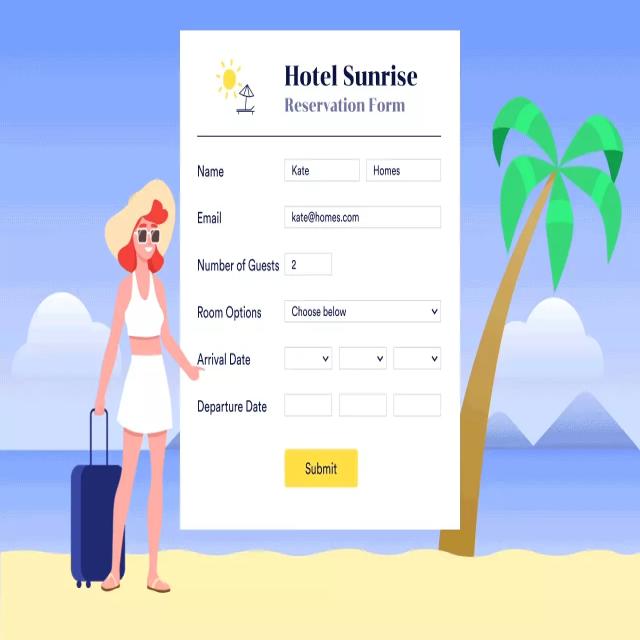 Hotel Sunrise
Reservation Form
Name Kate Homes
Email kate@homes.com
Number of Guests 2
Room Options Choose below
Arrival Date
Departure Date
Submit